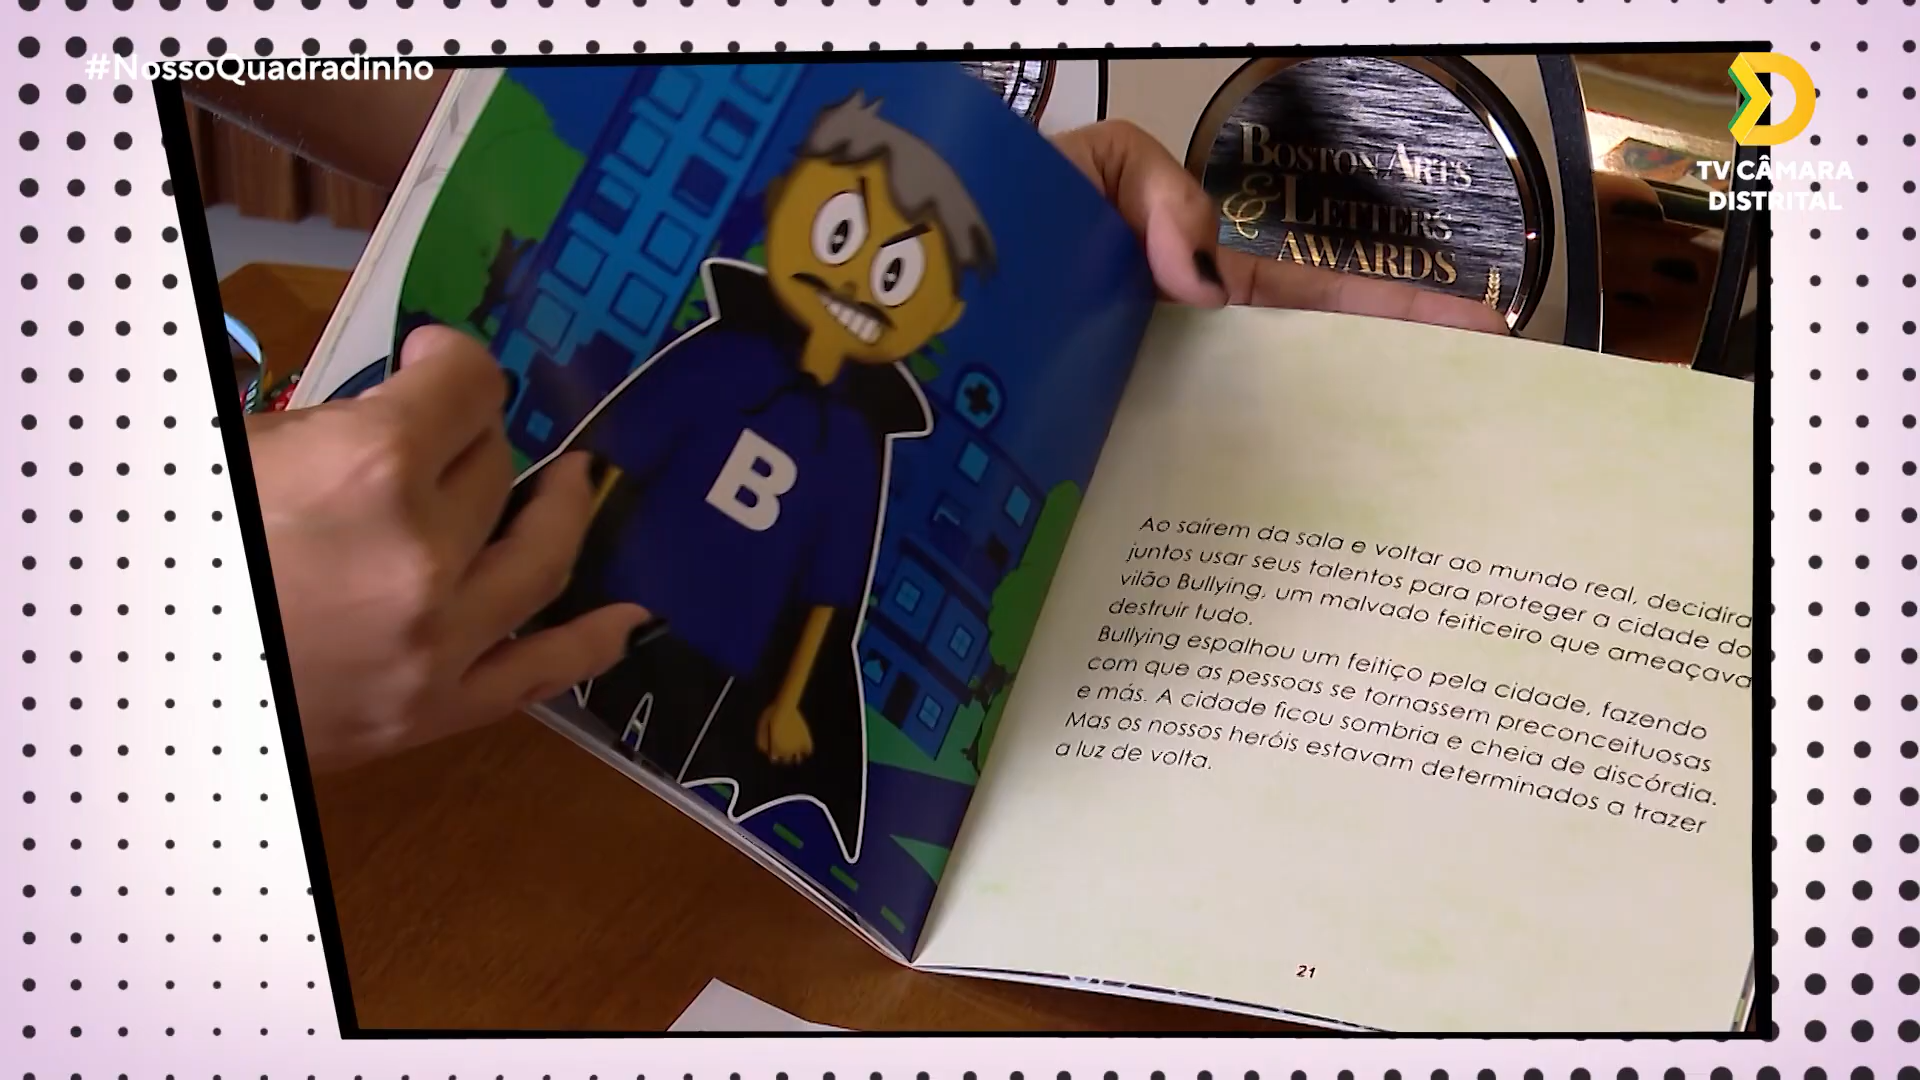 #NossoQuadradinho
TV CÂMARA
DISTRITAL
BOSTON ARTS
& LETTERS
AWARDS
B
Ao saírem da sala e voltar ao mundo real, decidira
juntos usar seus talentos para proteger a cidade do
vilão Bullying, um malvado feiticeiro que ameaçava
destruir tudo.
Bullying espalhou um feitiço pela cidade, fazendo
com que as pessoas se tornassem preconceituosas
e más. A cidade ficou sombria e cheia de discórdia.
Mas os nossos heróis estavam determinados a trazer
a luz de volta.
21